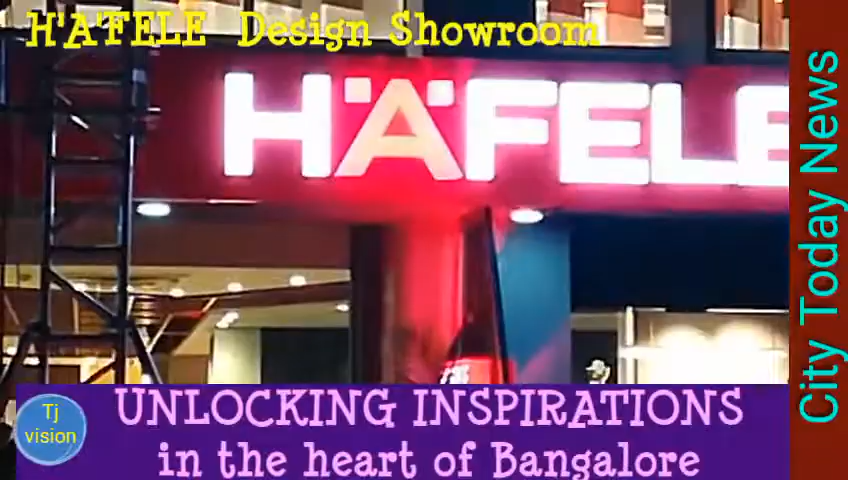 H'A'FELE Design Showroom
HÄFELE
City Today News
Tj
vision
UNLOCKING INSPIRATIONS
in the heart of Bangalore